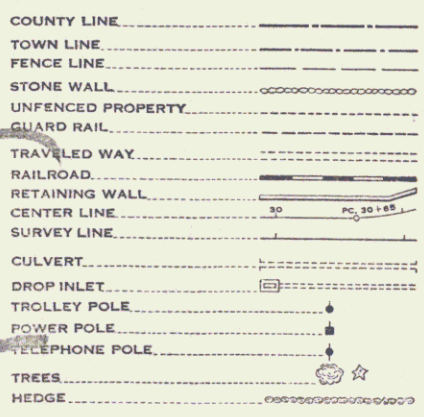 COUNTY LINE
TOWN LINE
FENCE LINE
STONE WALL
UNFENCED PROPERTY
GUARD RAIL
TRAVELED WAY
RAILROAD
RETAINING WALL
CENTER LINE 30 PC. 30+65
SURVEY LINE
CULVERT
DROP INLET
TROLLEY POLE
POWER POLE
TELEPHONE POLE
TREES
HEDGE